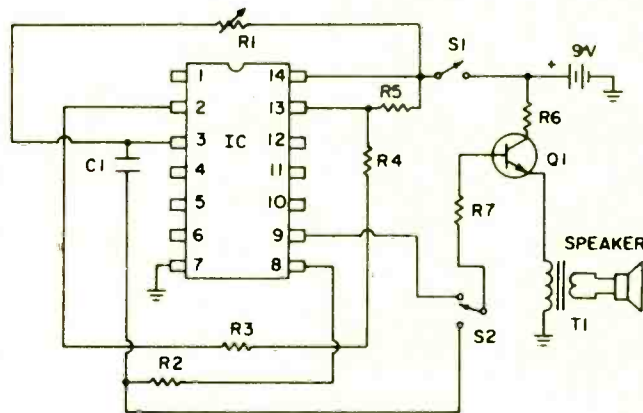 R1
S1
+ 9V
1 14
R5
2 13
R6
3 IC 12
C1
R4
Q1
4 11
5 10
R7
6 9
SPEAKER
7 8
S2
T1
R3
R2